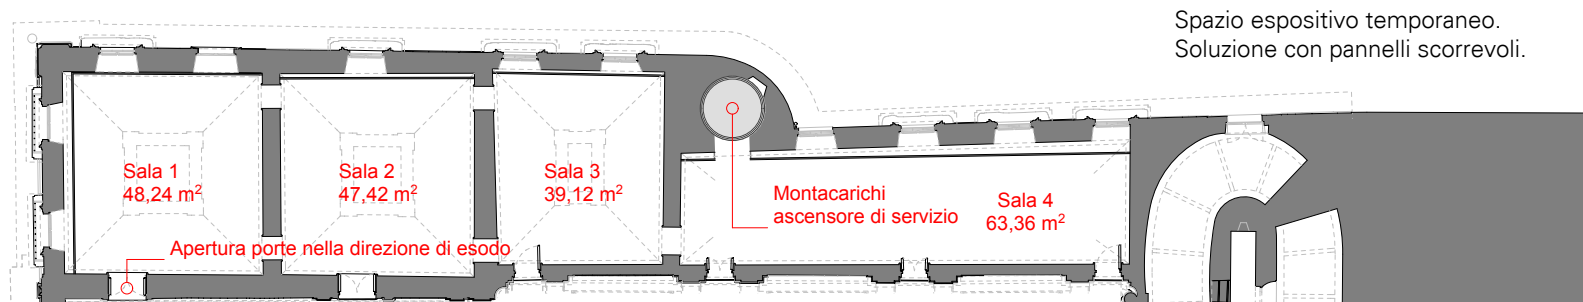 Spazio espositivo temporaneo.
Soluzione con pannelli scorrevoli.
Sala 1
48,24 m²
Sala 2
47,42 m²
Sala 3
39,12 m²
Montacarichi
ascensore di servizio
Sala 4
63,36 m²
Apertura porte nella direzione di esodo